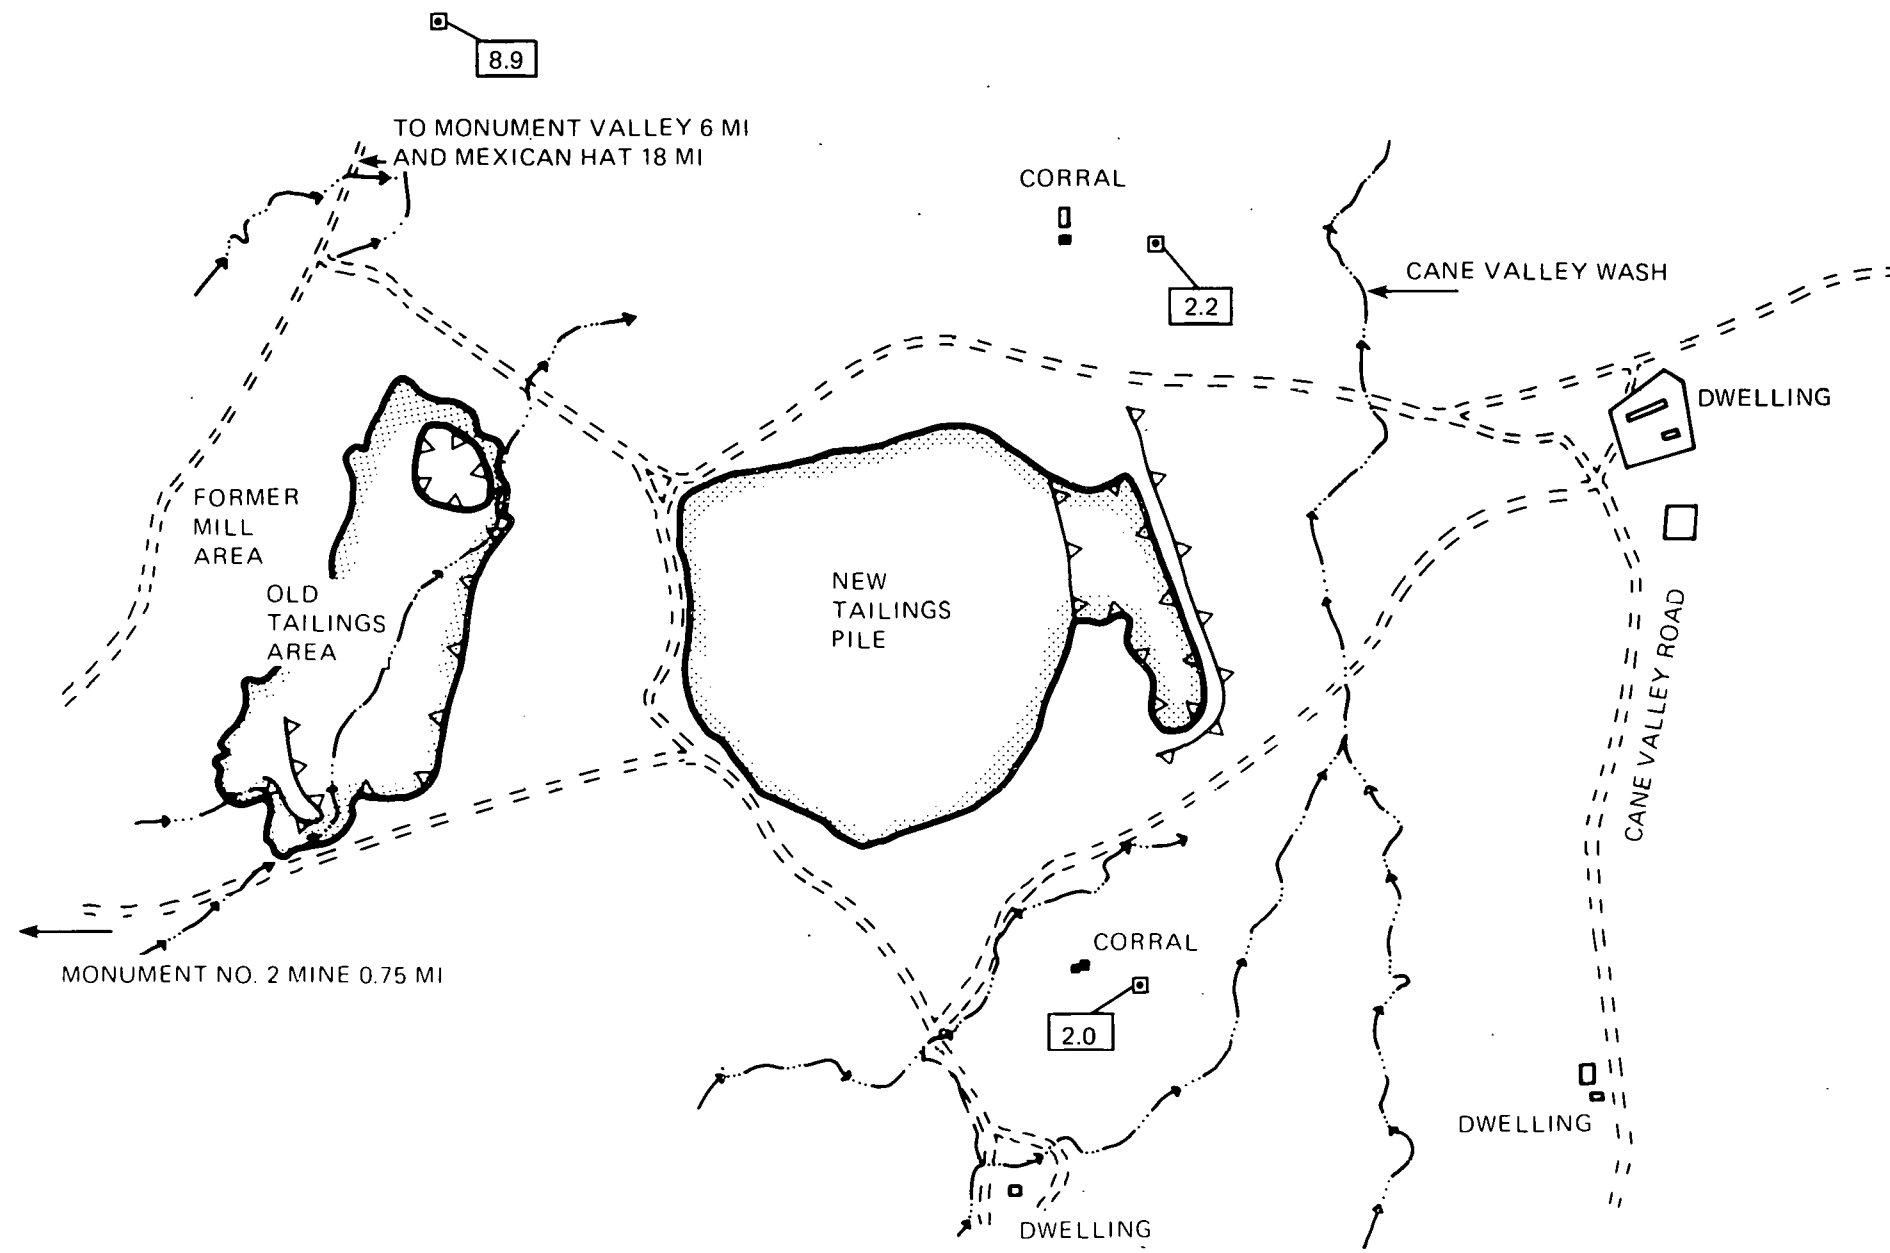 8.9
TO MONUMENT VALLEY 6 MI
AND MEXICAN HAT 18 MI
CORRAL
2.2
CANE VALLEY WASH
DWELLING
FORMER
MILL
AREA
OLD
TAILINGS
AREA
NEW
TAILINGS
PILE
CANE VALLEY ROAD
CORRAL
2.0
MONUMENT NO. 2 MINE 0.75 MI
DWELLING
DWELLING